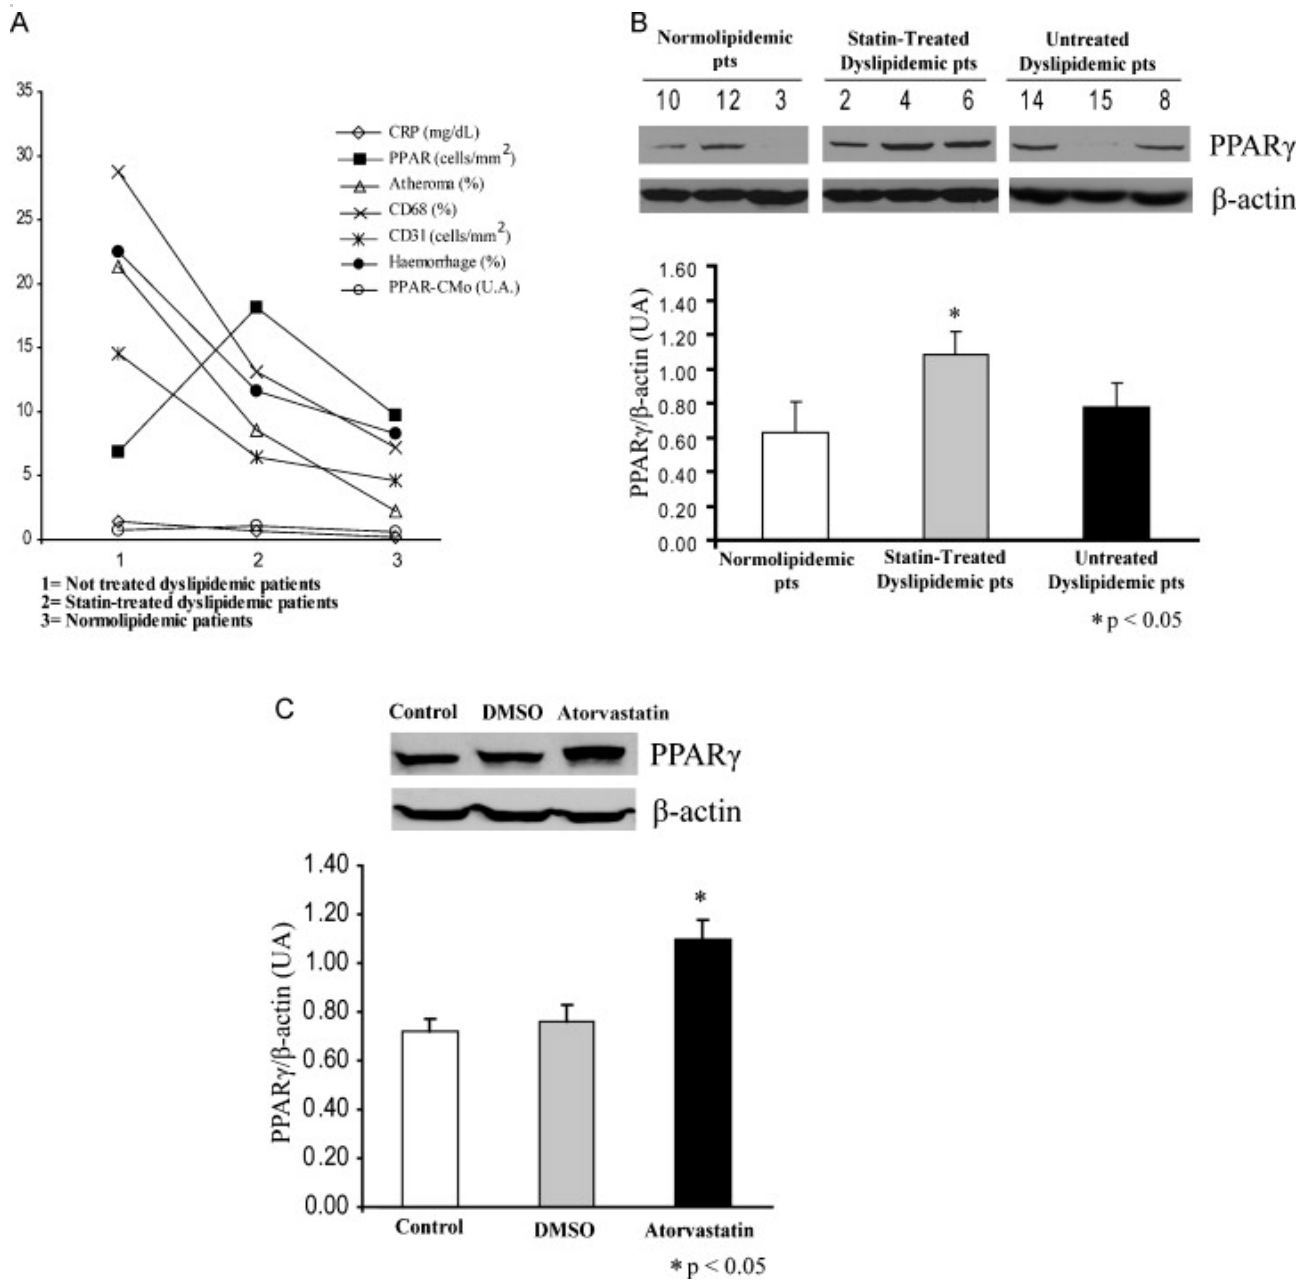 A
35
30
25
20
15
10
5
0
1
2
3
CRP (mg/dL)
PPAR (cells/mm²)
Atheroma (%)
CD68 (%)
CD31 (cells/mm²)
Haemorrhage (%)
PPAR-CMo (U.A.)
1= Not treated dyslipidemic patients
2= Statin-treated dyslipidemic patients
3= Normolipidemic patients
B
Normolipidemic
pts
Statin-Treated
Dyslipidemic pts
Untreated
Dyslipidemic pts
10 12 3
2 4 6
14 15 8
PPARγ
β-actin
PPARγ/β-actin (UA)
1.60
1.40
1.20
1.00
0.80
0.60
0.40
0.20
0.00
*
Normolipidemic
pts
Statin-Treated
Dyslipidemic pts
Untreated
Dyslipidemic pts
* p < 0.05
C
Control DMSO Atorvastatin
PPARγ
β-actin
PPARγ/β-actin (UA)
1.40
1.20
1.00
0.80
0.60
0.40
0.20
0.00
*
Control
DMSO
Atorvastatin
* p < 0.05